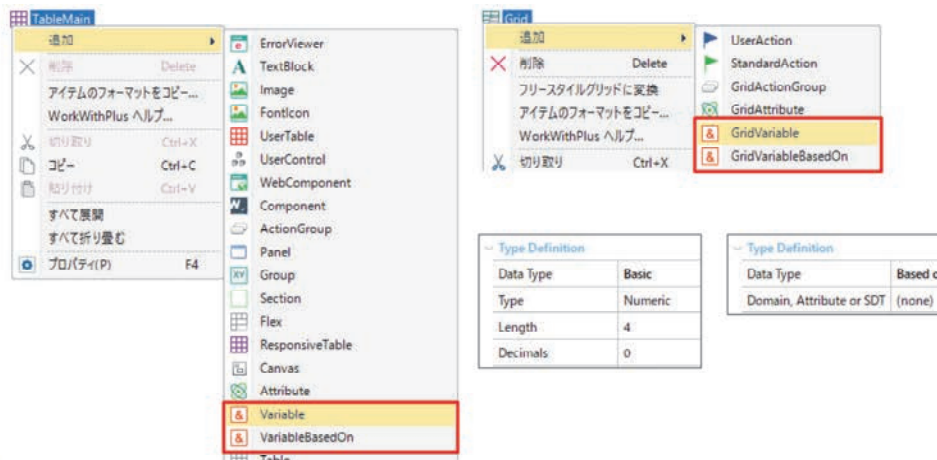 TableMain
追加
削除 Delete
アイテムのフォーマットをコピー...
WorkWithPlus ヘルプ...
切り取り Ctrl+X
コピー Ctrl+C
貼り付け Ctrl+V
すべて展開
すべて折り畳む
プロパティ(P) F4
ErrorViewer
TextBlock
Image
FontIcon
UserTable
UserControl
WebComponent
Component
ActionGroup
Panel
Group
Section
Flex
ResponsiveTable
Canvas
Attribute
Variable
VariableBasedOn
Table
Grid
追加
削除 Delete
フリースタイルグリッドに変換
アイテムのフォーマットをコピー...
WorkWithPlus ヘルプ...
切り取り Ctrl+X
UserAction
StandardAction
GridActionGroup
GridAttribute
GridVariable
GridVariableBasedOn
Type Definition
Data Type Basic
Type Numeric
Length 4
Decimals 0
Type Definition
Data Type Based
Domain, Attribute or SDT (none)